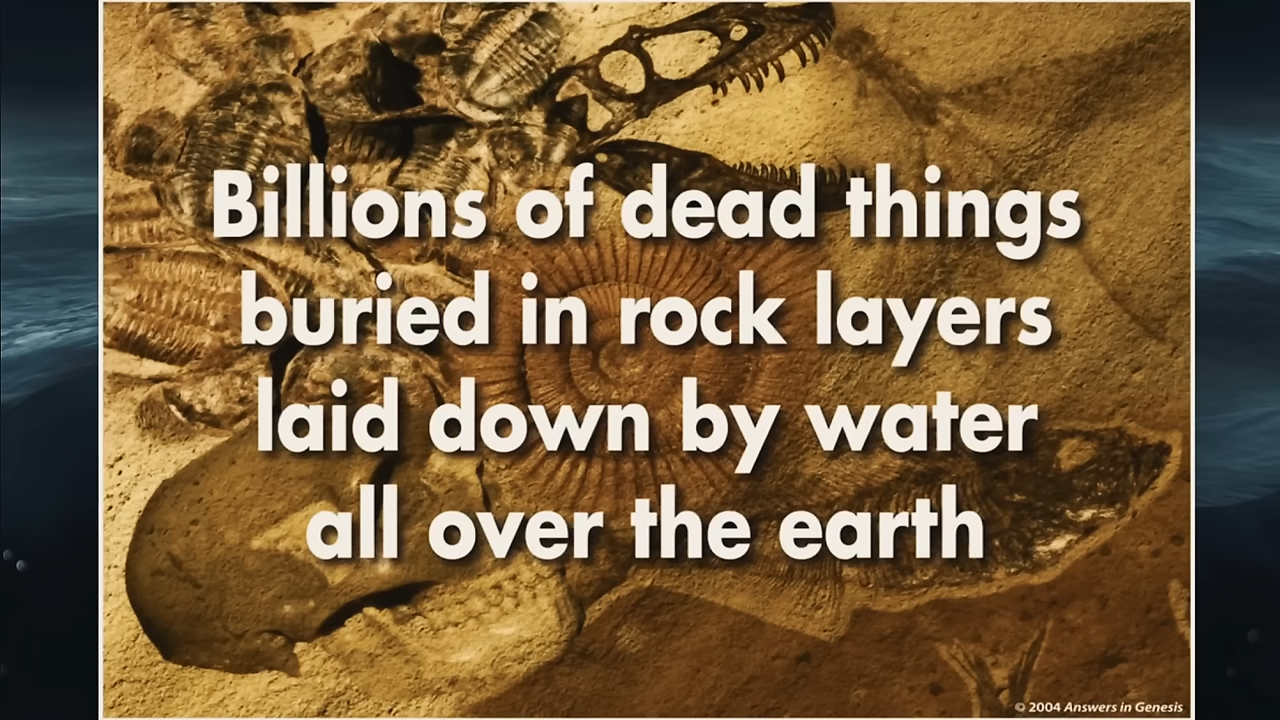 Billions of dead things
buried in rock layers
laid down by water
all over the earth
© 2004 Answers in Genesis